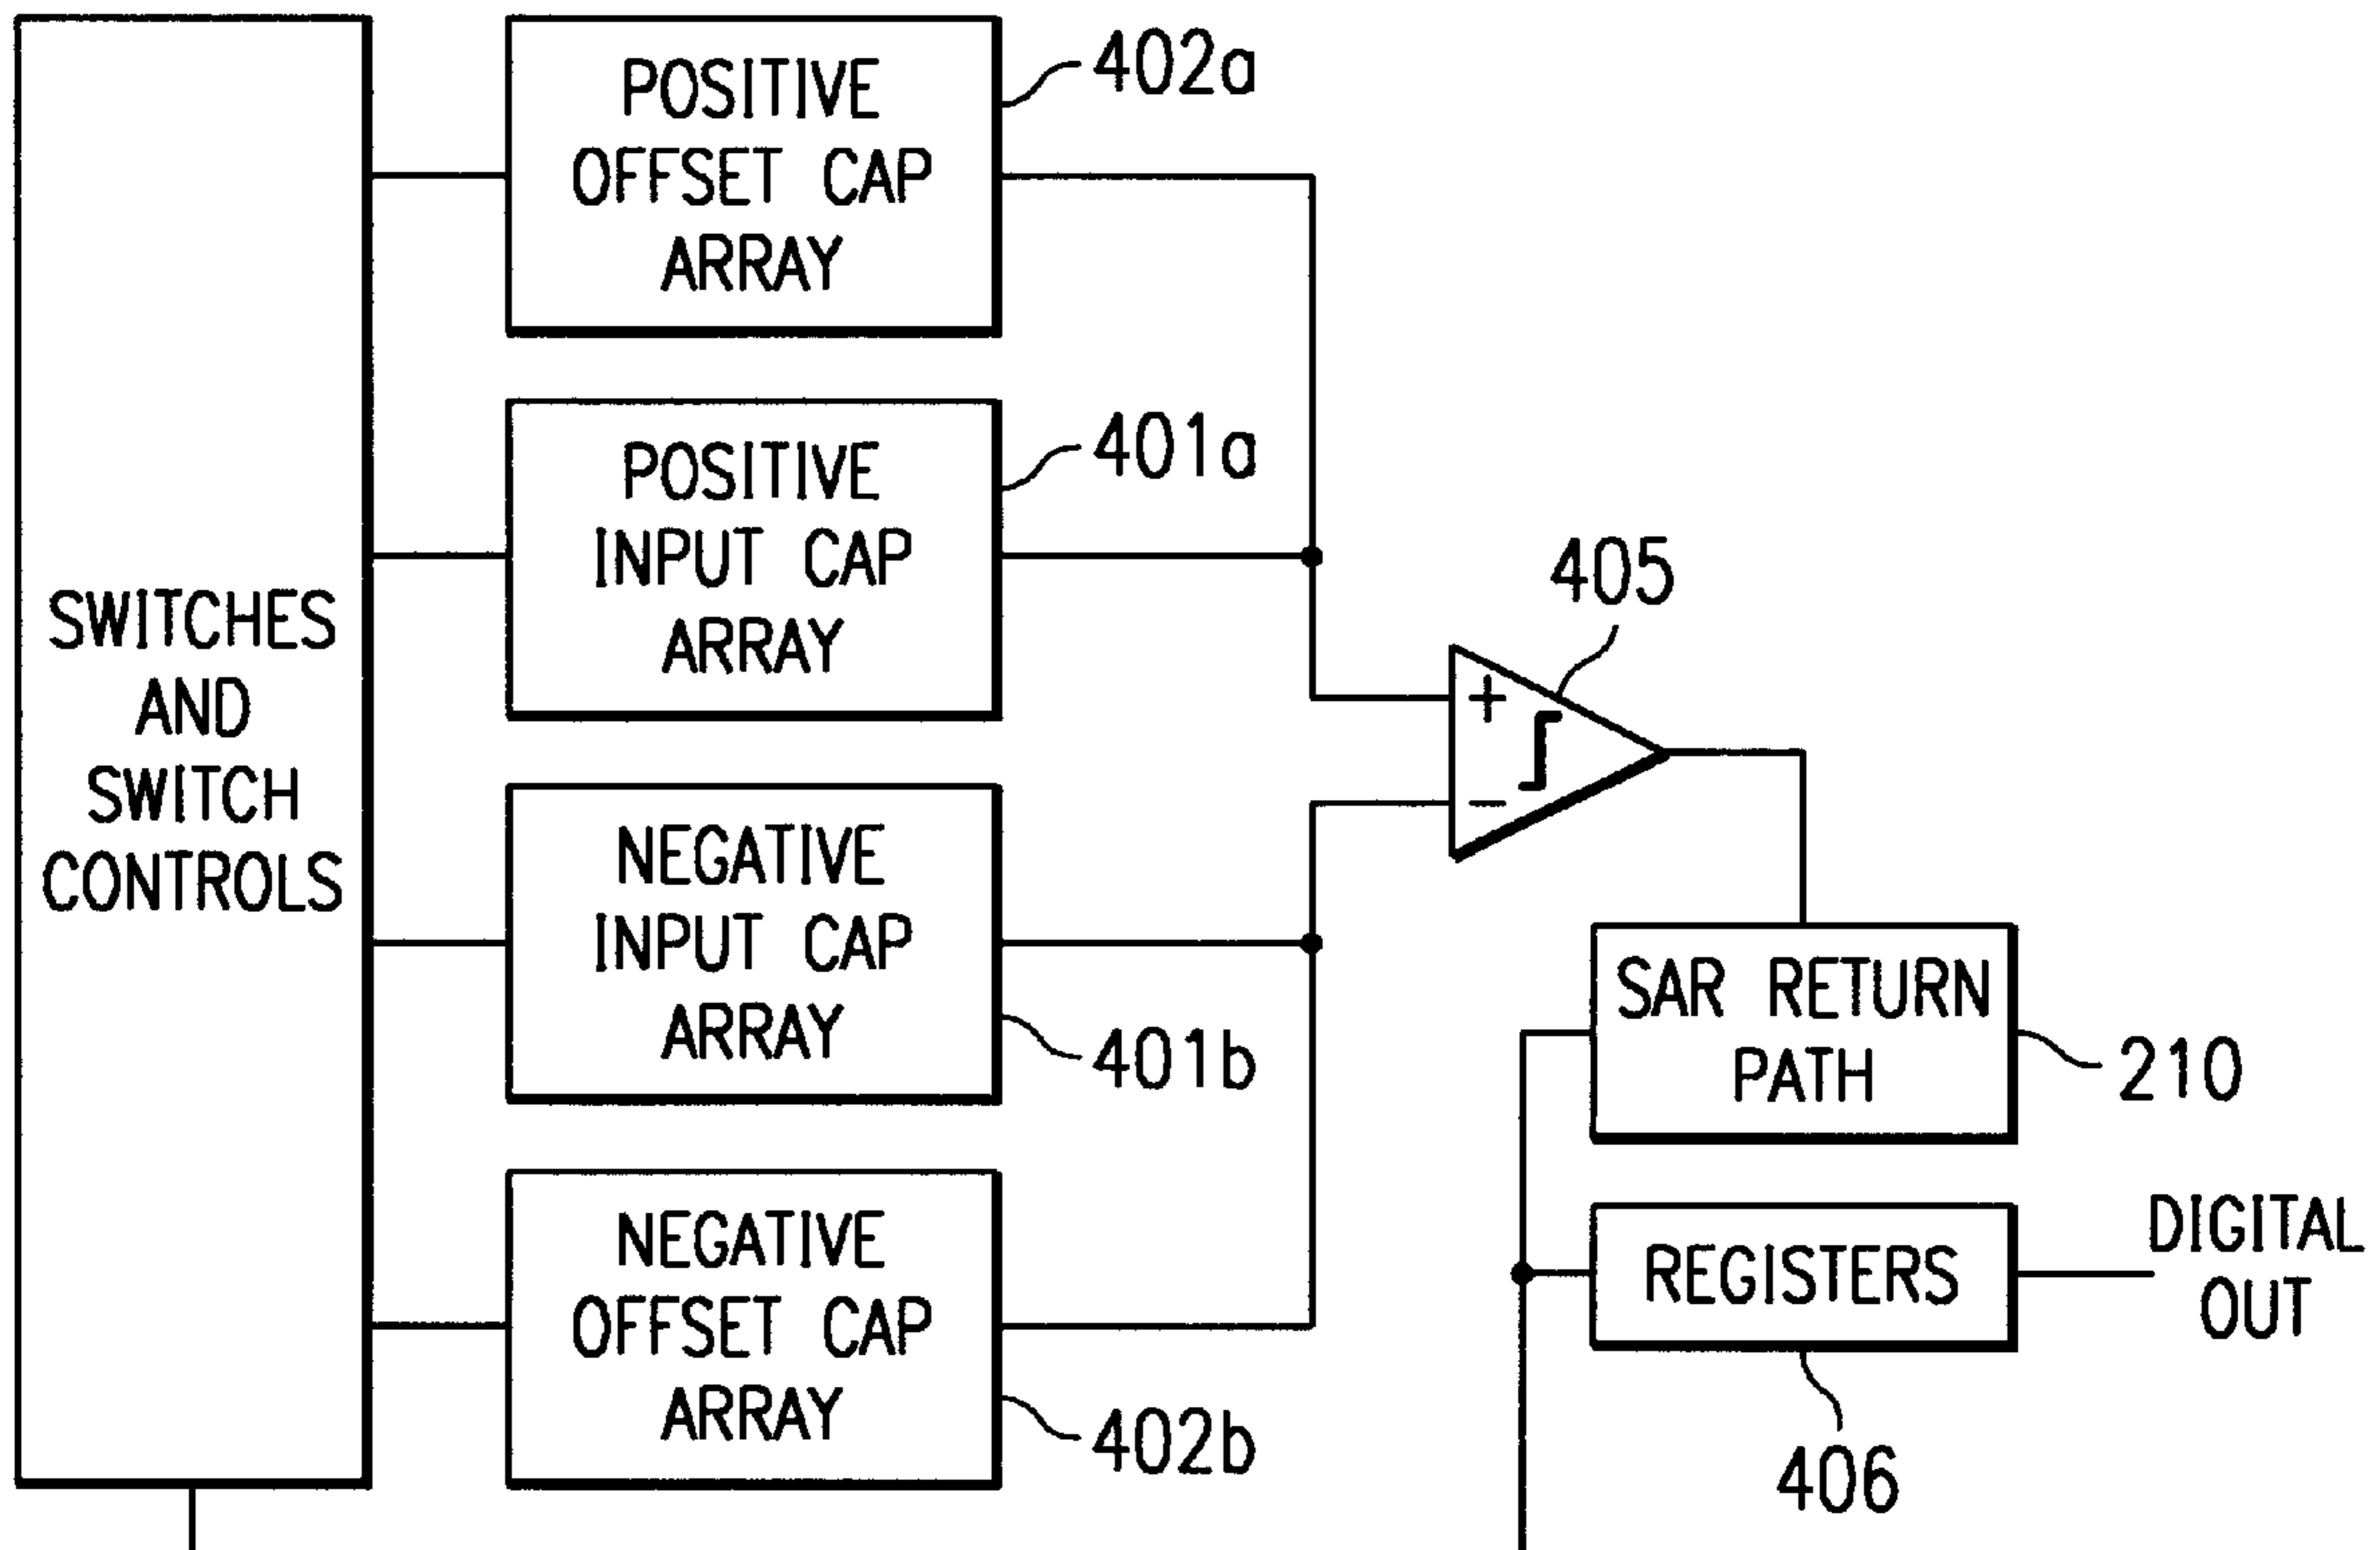 SWITCHES
AND
SWITCH
CONTROLS
POSITIVE
OFFSET CAP
ARRAY
402a
POSITIVE
INPUT CAP
ARRAY
401a
NEGATIVE
INPUT CAP
ARRAY
401b
NEGATIVE
OFFSET CAP
ARRAY
402b
405
+
−
SAR RETURN
PATH
210
REGISTERS
406
DIGITAL
OUT